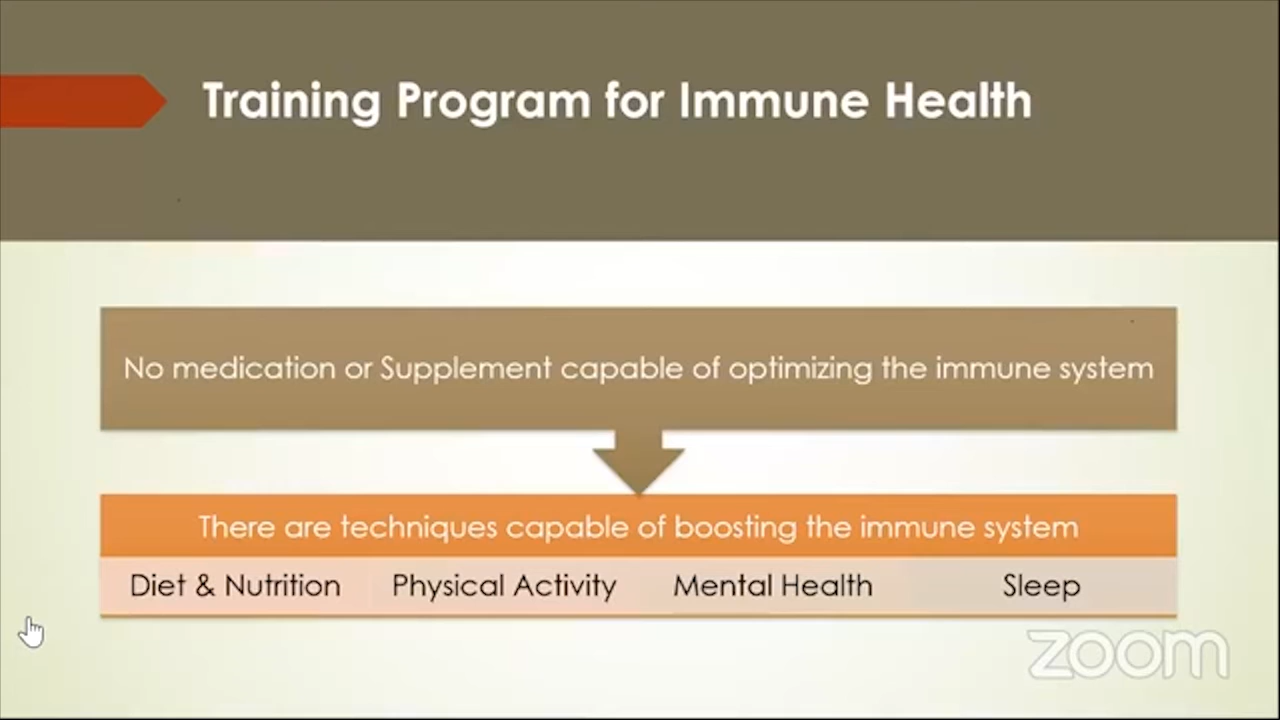 Training Program for Immune Health
No medication or Supplement capable of optimizing the immune system
There are techniques capable of boosting the immune system
Diet & Nutrition Physical Activity Mental Health Sleep
zoom